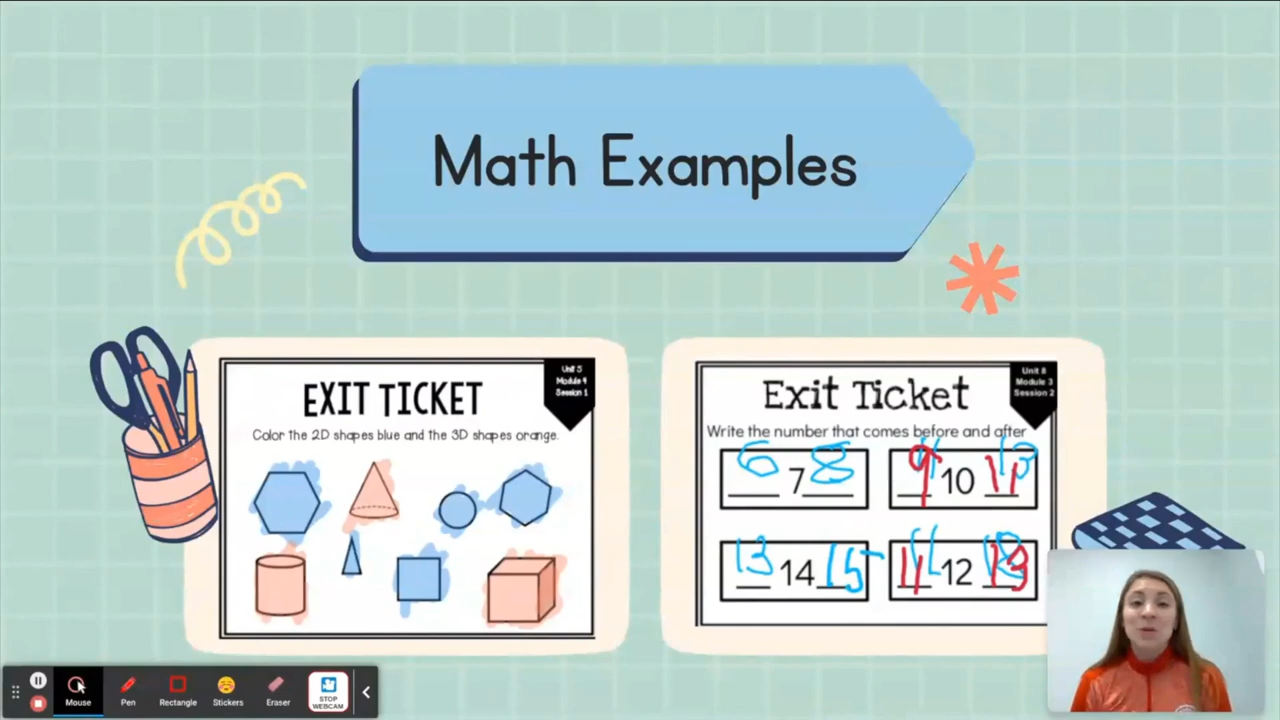 Math Examples
EXIT TICKET
Unit 5
Module 4
Session 1
Color the 2D shapes blue and the 3D shapes orange.
Exit Ticket
Unit 8
Module 3
Session 2
Write the number that comes before and after
6 7 8
9 10 11
13 14 15
11 12 13
Mouse
Pen
Rectangle
Stickers
Eraser
STOP
WEBCAM